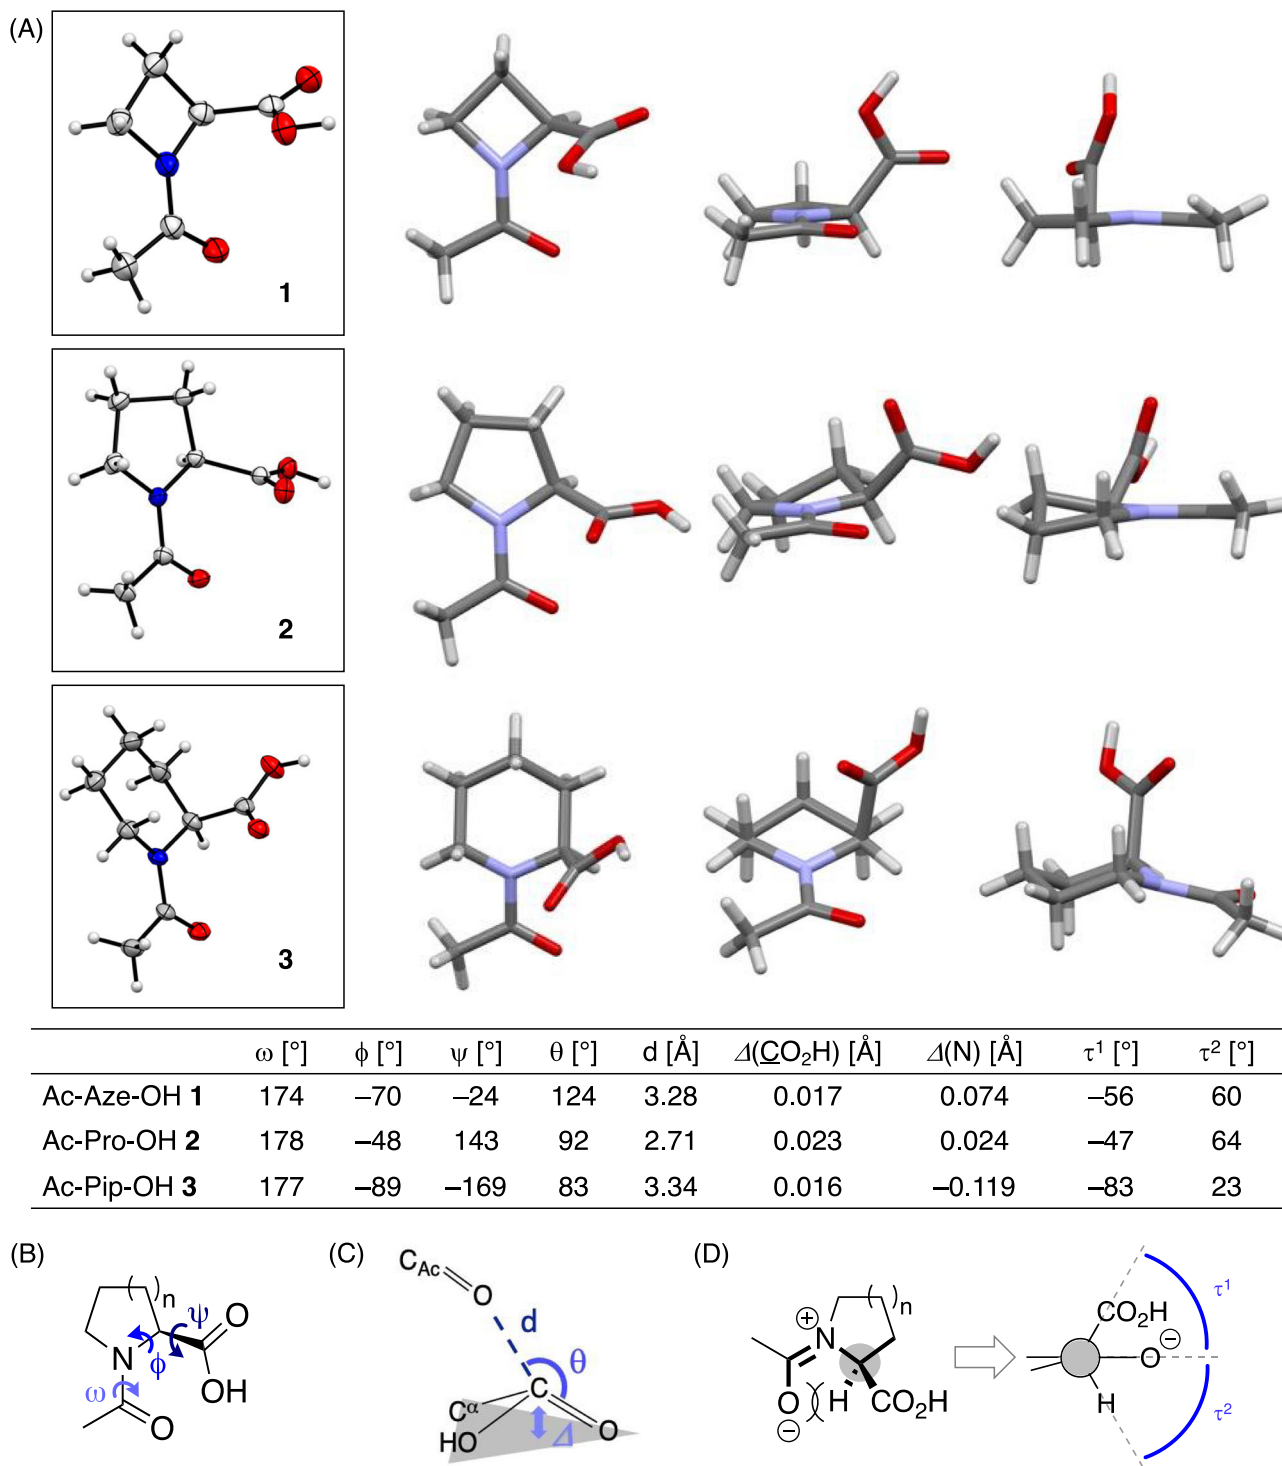 (A)
1
2
3
ω [°] ϕ [°] ψ [°] θ [°] d [Å] Δ(CO₂H) [Å] Δ(N) [Å] τ¹ [°] τ² [°]
Ac-Aze-OH 1 174 −70 −24 124 3.28 0.017 0.074 −56 60
Ac-Pro-OH 2 178 −48 143 92 2.71 0.023 0.024 −47 64
Ac-Pip-OH 3 177 −89 −169 83 3.34 0.016 −0.119 −83 23
(B)
( )n
ψ
O
N
ϕ
ω
OH
O
(C)
C_Ac
O
d
θ
C
Cα
HO
O
Δ
(D)
( )n
⊕
N
O
⊖
H
CO₂H
τ¹
CO₂H
⊖
O
H
τ²